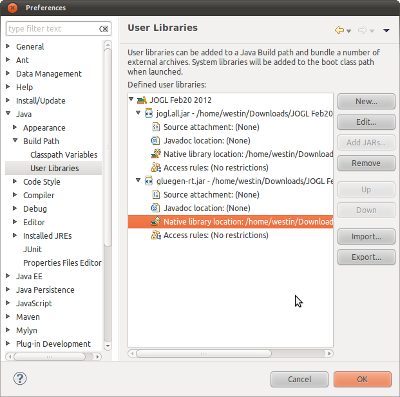 Preferences
type filter text
General
Ant
Data Management
Help
Install/Update
Java
Appearance
Build Path
Classpath Variables
User Libraries
Code Style
Compiler
Debug
Editor
Installed JREs
JUnit
Properties Files Editor
Java EE
Java Persistence
JavaScript
Maven
Mylyn
Plug-in Development
User Libraries
User libraries can be added to a Java Build path and bundle a number of
external archives. System libraries will be added to the boot class path
when launched.
Defined user libraries:
JOGL Feb20 2012
jogl.all.jar - /home/westin/Downloads/JOGL Feb20
Source attachment: (None)
Javadoc location: (None)
Native library location: /home/westin/Download
Access rules: (No restrictions)
gluegen-rt.jar - /home/westin/Downloads/JOGL F
Source attachment: (None)
Javadoc location: (None)
Native library location: /home/westin/Download
Access rules: (No restrictions)
New...
Edit...
Add JARs...
Remove
Up
Down
Import...
Export...
?
Cancel
OK